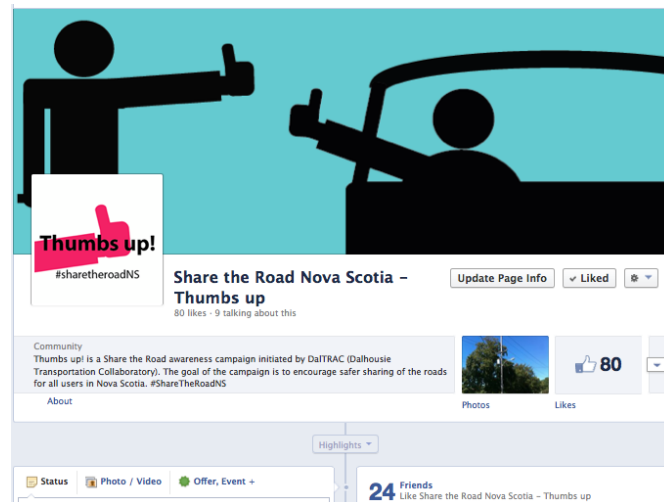 Thumbs up!
#sharetheroadNS
Share the Road Nova Scotia –
Thumbs up
80 likes · 9 talking about this
Update Page Info
Liked
Community
Thumbs up! is a Share the Road awareness campaign initiated by DalTRAC (Dalhousie
Transportation Collaboratory). The goal of the campaign is to encourage safer sharing of the roads
for all users in Nova Scotia. #ShareTheRoadNS
About
80
Photos
Likes
Highlights
Status
Photo / Video
Offer, Event +
24
Friends
Like Share the Road Nova Scotia – Thumbs up